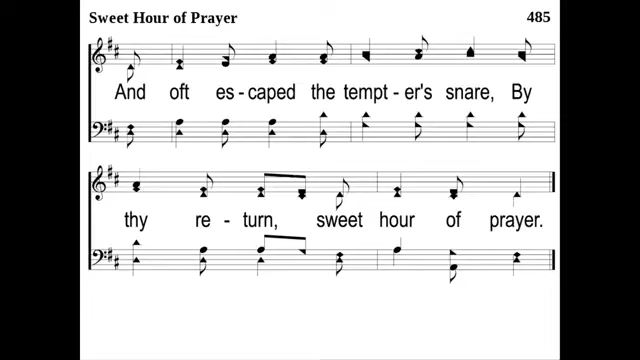 Sweet Hour of Prayer 485
And oft es - caped the tempt - er's snare, By
thy re - turn, sweet hour of prayer.